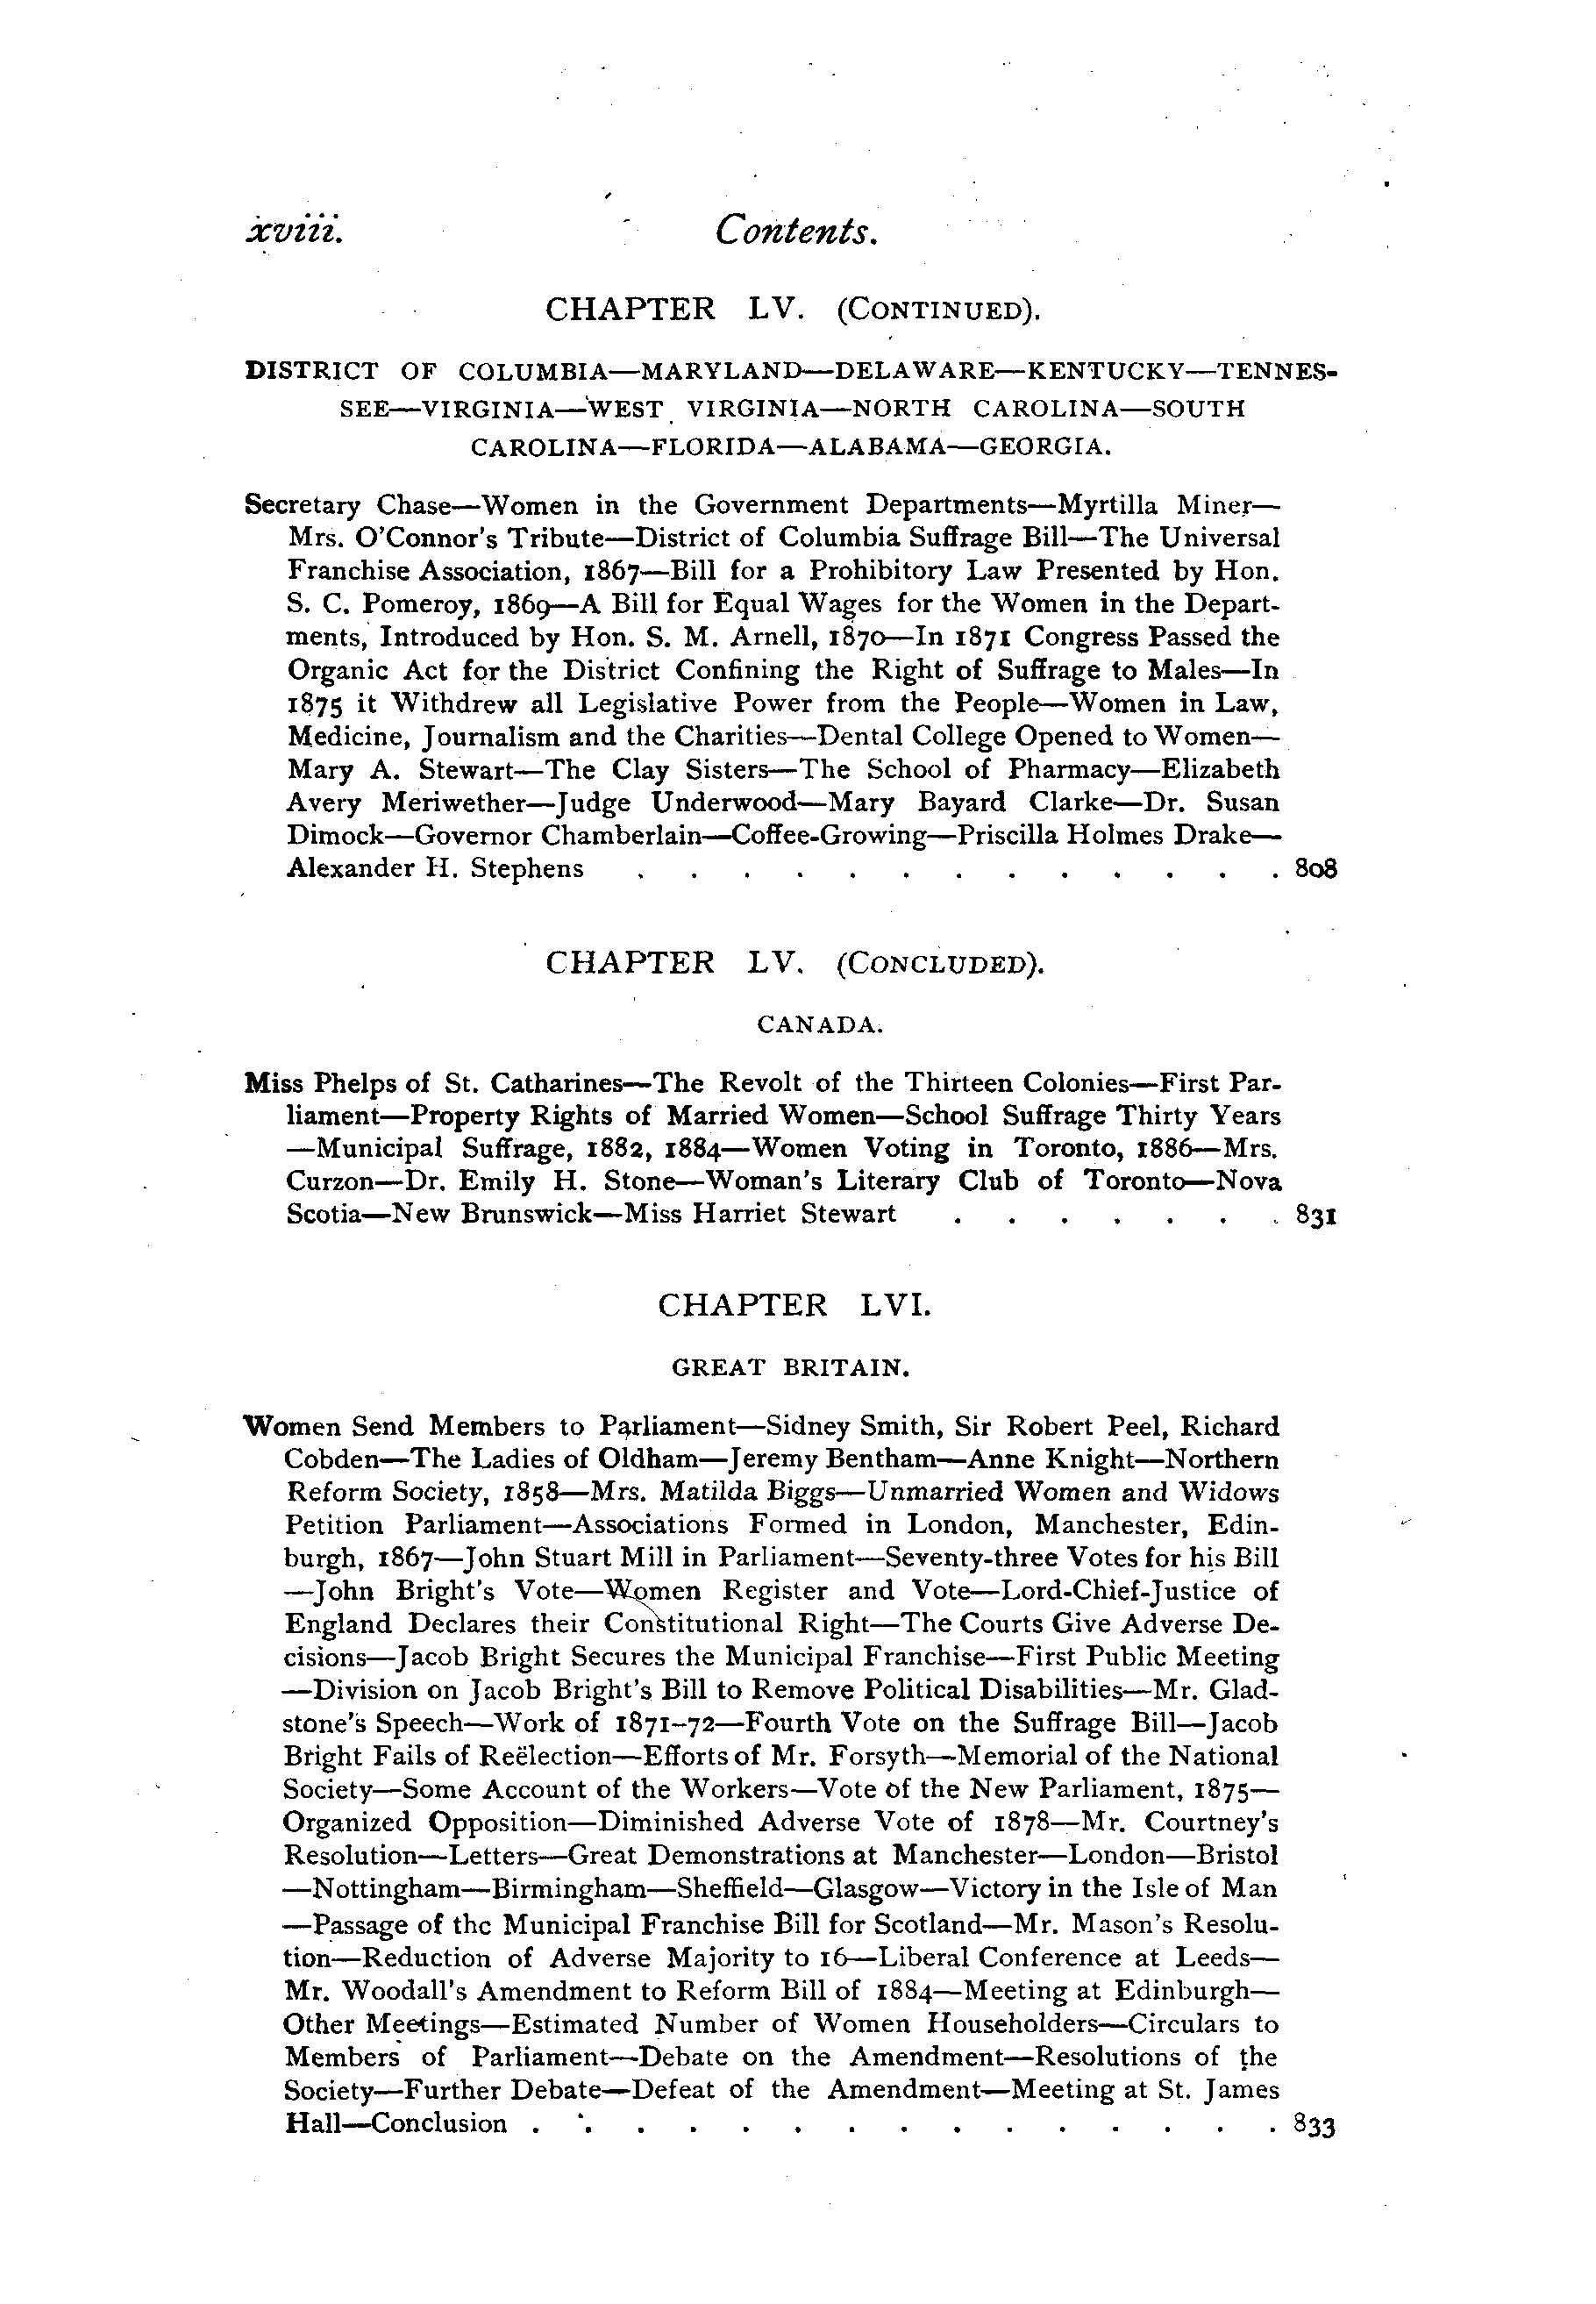 xviii. Contents.
CHAPTER LV. (CONTINUED).
DISTRICT OF COLUMBIA—MARYLAND—DELAWARE—KENTUCKY—TENNES-
SEE—VIRGINIA—WEST VIRGINIA—NORTH CAROLINA—SOUTH
CAROLINA—FLORIDA—ALABAMA—GEORGIA.
Secretary Chase—Women in the Government Departments—Myrtilla Miner—
Mrs. O'Connor's Tribute—District of Columbia Suffrage Bill—The Universal
Franchise Association, 1867—Bill for a Prohibitory Law Presented by Hon.
S. C. Pomeroy, 1869—A Bill for Equal Wages for the Women in the Depart-
ments, Introduced by Hon. S. M. Arnell, 1870—In 1871 Congress Passed the
Organic Act for the District Confining the Right of Suffrage to Males—In
1875 it Withdrew all Legislative Power from the People—Women in Law,
Medicine, Journalism and the Charities—Dental College Opened to Women—
Mary A. Stewart—The Clay Sisters—The School of Pharmacy—Elizabeth
Avery Meriwether—Judge Underwood—Mary Bayard Clarke—Dr. Susan
Dimock—Governor Chamberlain—Coffee-Growing—Priscilla Holmes Drake—
Alexander H. Stephens . . . . . . . . . . . . . 808
CHAPTER LV. (CONCLUDED).
CANADA.
Miss Phelps of St. Catharines—The Revolt of the Thirteen Colonies—First Par-
liament—Property Rights of Married Women—School Suffrage Thirty Years
—Municipal Suffrage, 1882, 1884—Women Voting in Toronto, 1886—Mrs.
Curzon—Dr. Emily H. Stone—Woman's Literary Club of Toronto—Nova
Scotia—New Brunswick—Miss Harriet Stewart . . . . . . . 831
CHAPTER LVI.
GREAT BRITAIN.
Women Send Members to Parliament—Sidney Smith, Sir Robert Peel, Richard
Cobden—The Ladies of Oldham—Jeremy Bentham—Anne Knight—Northern
Reform Society, 1858—Mrs. Matilda Biggs—Unmarried Women and Widows
Petition Parliament—Associations Formed in London, Manchester, Edin-
burgh, 1867—John Stuart Mill in Parliament—Seventy-three Votes for his Bill
—John Bright's Vote—Women Register and Vote—Lord-Chief-Justice of
England Declares their Constitutional Right—The Courts Give Adverse De-
cisions—Jacob Bright Secures the Municipal Franchise—First Public Meeting
—Division on Jacob Bright's Bill to Remove Political Disabilities—Mr. Glad-
stone's Speech—Work of 1871–72—Fourth Vote on the Suffrage Bill—Jacob
Bright Fails of Reëlection—Efforts of Mr. Forsyth—Memorial of the National
Society—Some Account of the Workers—Vote of the New Parliament, 1875—
Organized Opposition—Diminished Adverse Vote of 1878—Mr. Courtney's
Resolution—Letters—Great Demonstrations at Manchester—London—Bristol
—Nottingham—Birmingham—Sheffield—Glasgow—Victory in the Isle of Man
—Passage of the Municipal Franchise Bill for Scotland—Mr. Mason's Resolu-
tion—Reduction of Adverse Majority to 16—Liberal Conference at Leeds—
Mr. Woodall's Amendment to Reform Bill of 1884—Meeting at Edinburgh—
Other Meetings—Estimated Number of Women Householders—Circulars to
Members of Parliament—Debate on the Amendment—Resolutions of the
Society—Further Debate—Defeat of the Amendment—Meeting at St. James
Hall—Conclusion . . . . . . . . . . . . . . . 833